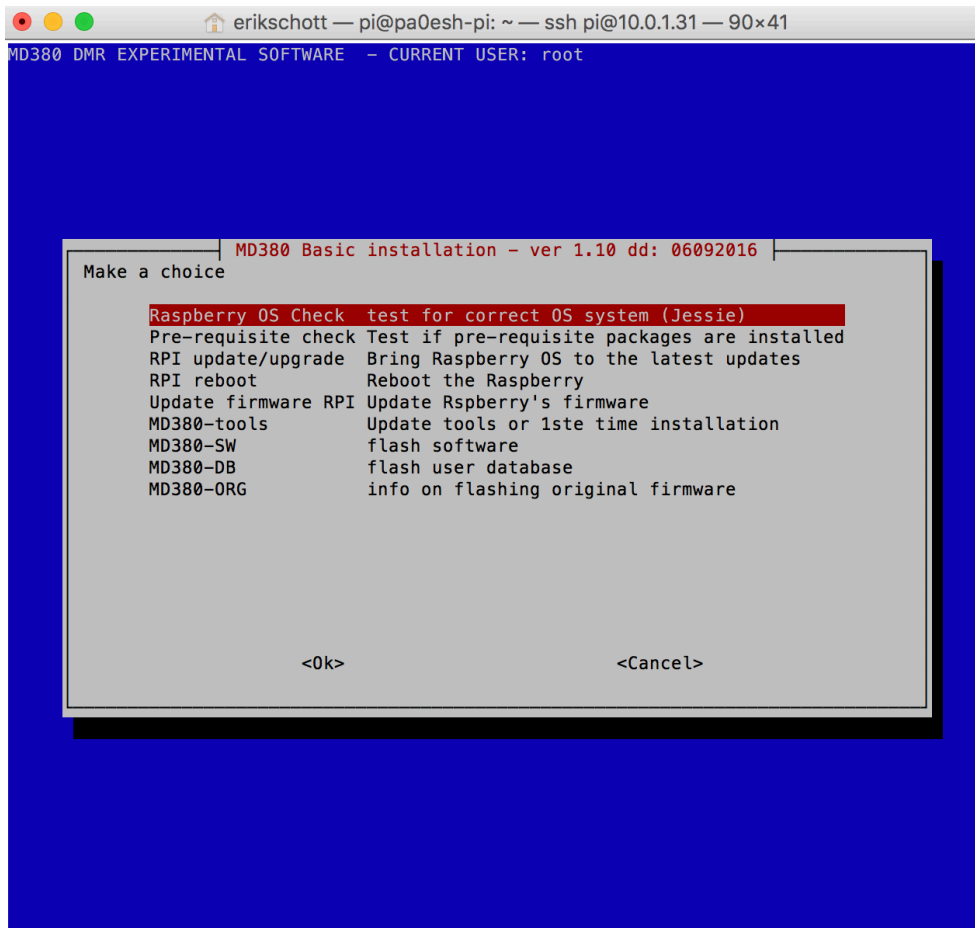 erikschott — pi@pa0esh-pi: ~ — ssh pi@10.0.1.31 — 90×41
MD380 DMR EXPERIMENTAL SOFTWARE – CURRENT USER: root
MD380 Basic installation – ver 1.10 dd: 06092016
Make a choice
Raspberry OS Check test for correct OS system (Jessie)
Pre-requisite check Test if pre-requisite packages are installed
RPI update/upgrade Bring Raspberry OS to the latest updates
RPI reboot Reboot the Raspberry
Update firmware RPI Update Rspberry's firmware
MD380-tools Update tools or 1ste time installation
MD380-SW flash software
MD380-DB flash user database
MD380-ORG info on flashing original firmware
<Ok> <Cancel>